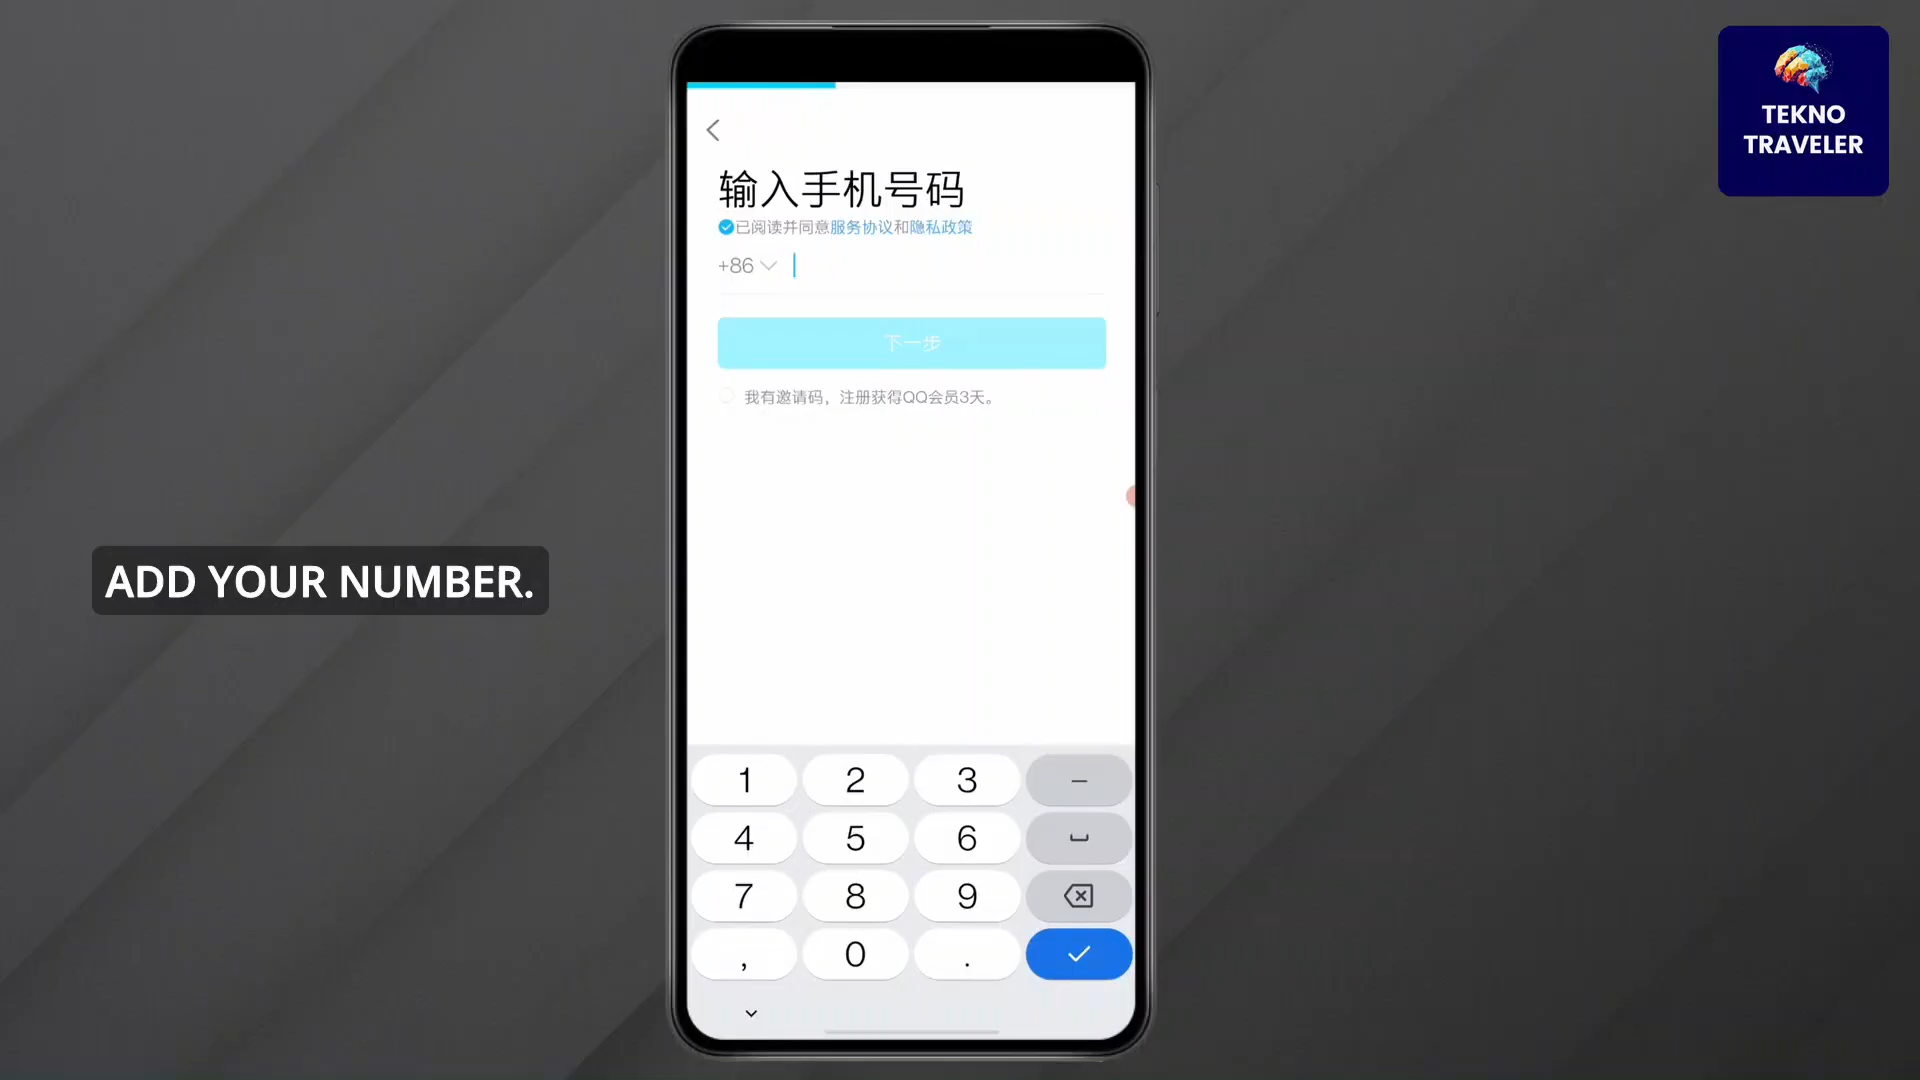 TEKNO
TRAVELER
输入手机号码
已阅读并同意服务协议和隐私政策
+86
下一步
我有邀请码，注册获得QQ会员3天。
ADD YOUR NUMBER.
1 2 3 –
4 5 6
7 8 9
, 0 .